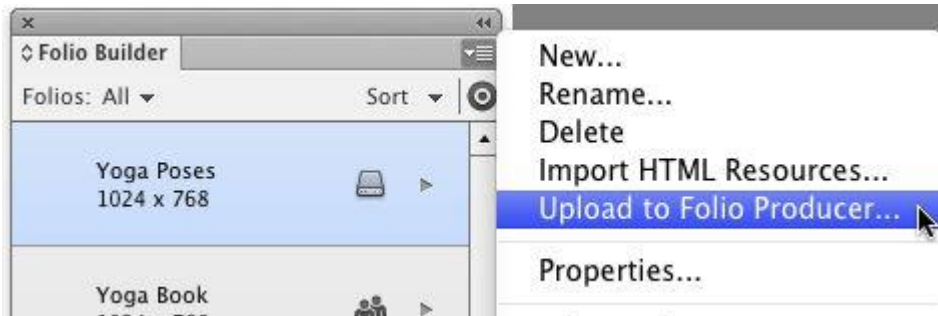 Folio Builder
Folios: All
Sort
Yoga Poses
1024 x 768
Yoga Book
New...
Rename...
Delete
Import HTML Resources...
Upload to Folio Producer...
Properties...